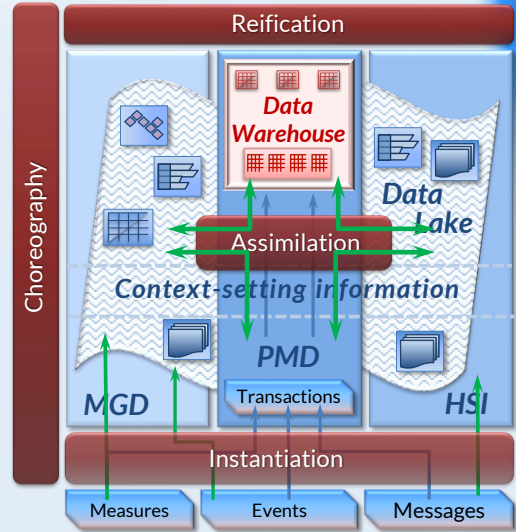 Reification
Choreography
Data
Warehouse
Data
Lake
Assimilation
Context-setting information
PMD
MGD
Transactions
HSI
Instantiation
Measures
Events
Messages